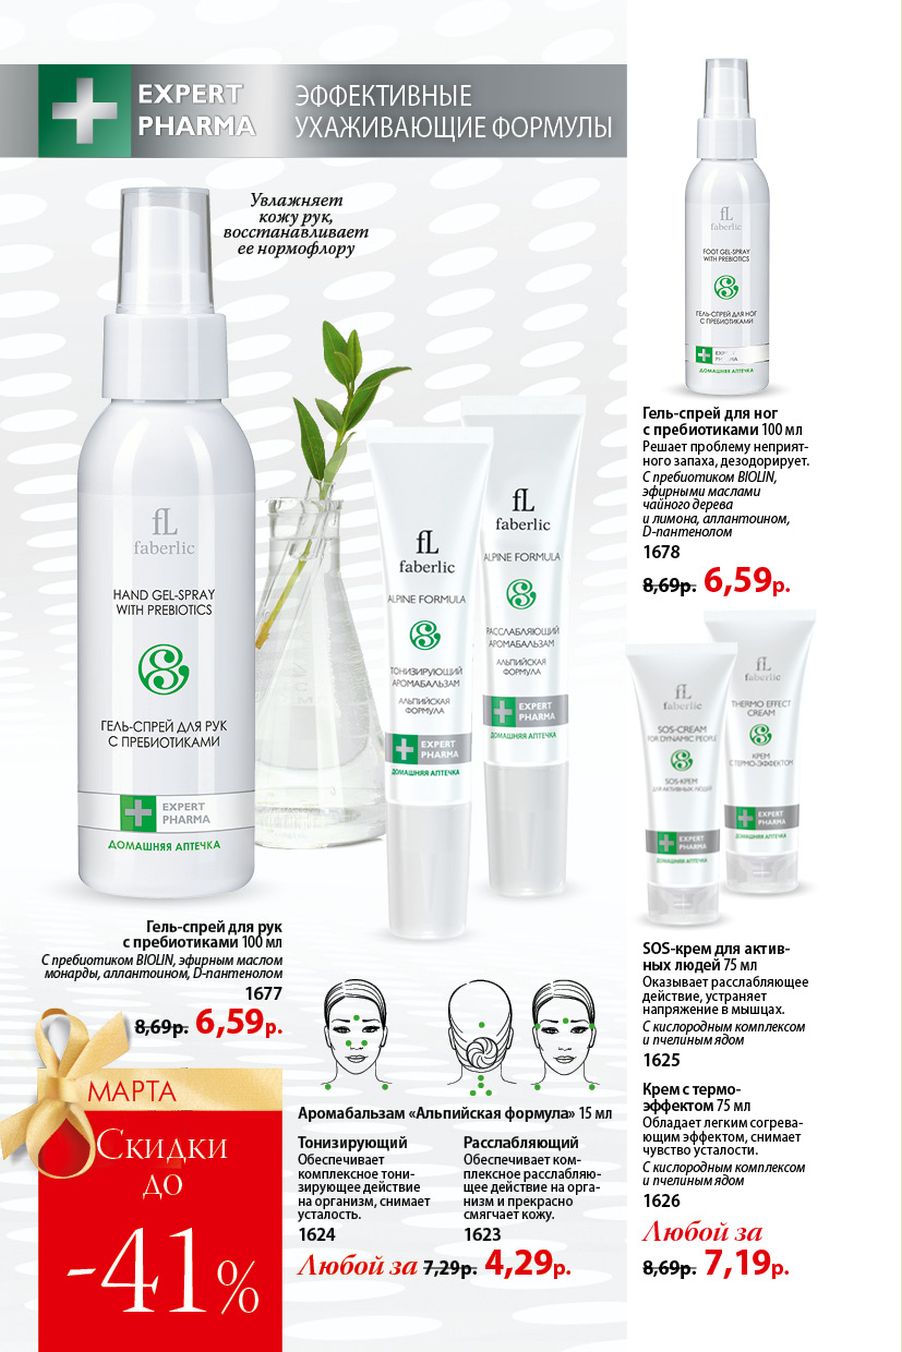 EXPERT
PHARMA
ЭФФЕКТИВНЫЕ
УХАЖИВАЮЩИЕ ФОРМУЛЫ
Увлажняет
кожу рук,
восстанавливает
ее нормофлору
fL
faberlic
HAND GEL-SPRAY
WITH PREBIOTICS
ГЕЛЬ-СПРЕЙ ДЛЯ РУК
С ПРЕБИОТИКАМИ
EXPERT
PHARMA
ДОМАШНЯЯ АПТЕЧКА
fL
faberlic
ALPINE FORMULA
ТОНИЗИРУЮЩИЙ
АРОМАБАЛЬЗАМ
АЛЬПИЙСКАЯ
ФОРМУЛА
EXPERT
PHARMA
ДОМАШНЯЯ АПТЕЧКА
fL
faberlic
ALPINE FORMULA
РАССЛАБЛЯЮЩИЙ
АРОМАБАЛЬЗАМ
АЛЬПИЙСКАЯ
ФОРМУЛА
EXPERT
PHARMA
ДОМАШНЯЯ АПТЕЧКА
Гель-спрей для рук
с пребиотиками 100 мл
С пребиотиком BIOLIN, эфирным маслом
монарды, аллантоином, D-пантенолом
1677
8,69р. 6,59р.
МАРТА
Скидки
до
-41%
Аромабальзам «Альпийская формула» 15 мл
Тонизирующий
Обеспечивает
комплексное тони-
зирующее действие
на организм, снимает
усталость.
1624
Расслабляющий
Обеспечивает ком-
плексное расслабляю-
щее действие на орга-
низм и прекрасно
смягчает кожу.
1623
Любой за 7,29р. 4,29р.
fL
faberlic
FOOT GEL-SPRAY
WITH PREBIOTICS
ГЕЛЬ-СПРЕЙ ДЛЯ НОГ
С ПРЕБИОТИКАМИ
EXPERT
PHARMA
ДОМАШНЯЯ АПТЕЧКА
Гель-спрей для ног
с пребиотиками 100 мл
Решает проблему неприят-
ного запаха, дезодорирует.
С пребиотиком BIOLIN,
эфирными маслами
чайного дерева
и лимона, аллантоином,
D-пантенолом
1678
8,69р. 6,59р.
fL
faberlic
SOS-CREAM
FOR DYNAMIC PEOPLE
SOS-КРЕМ
ДЛЯ АКТИВНЫХ ЛЮДЕЙ
EXPERT
PHARMA
ДОМАШНЯЯ АПТЕЧКА
fL
faberlic
THERMO EFFECT
CREAM
КРЕМ
С ТЕРМО-ЭФФЕКТОМ
EXPERT
PHARMA
ДОМАШНЯЯ АПТЕЧКА
SOS-крем для актив-
ных людей 75 мл
Оказывает расслабляющее
действие, устраняет
напряжение в мышцах.
С кислородным комплексом
и пчелиным ядом
1625
Крем с термо-
эффектом 75 мл
Обладает легким согрева-
ющим эффектом, снимает
чувство усталости.
С кислородным комплексом
и пчелиным ядом
1626
Любой за
8,69р. 7,19р.